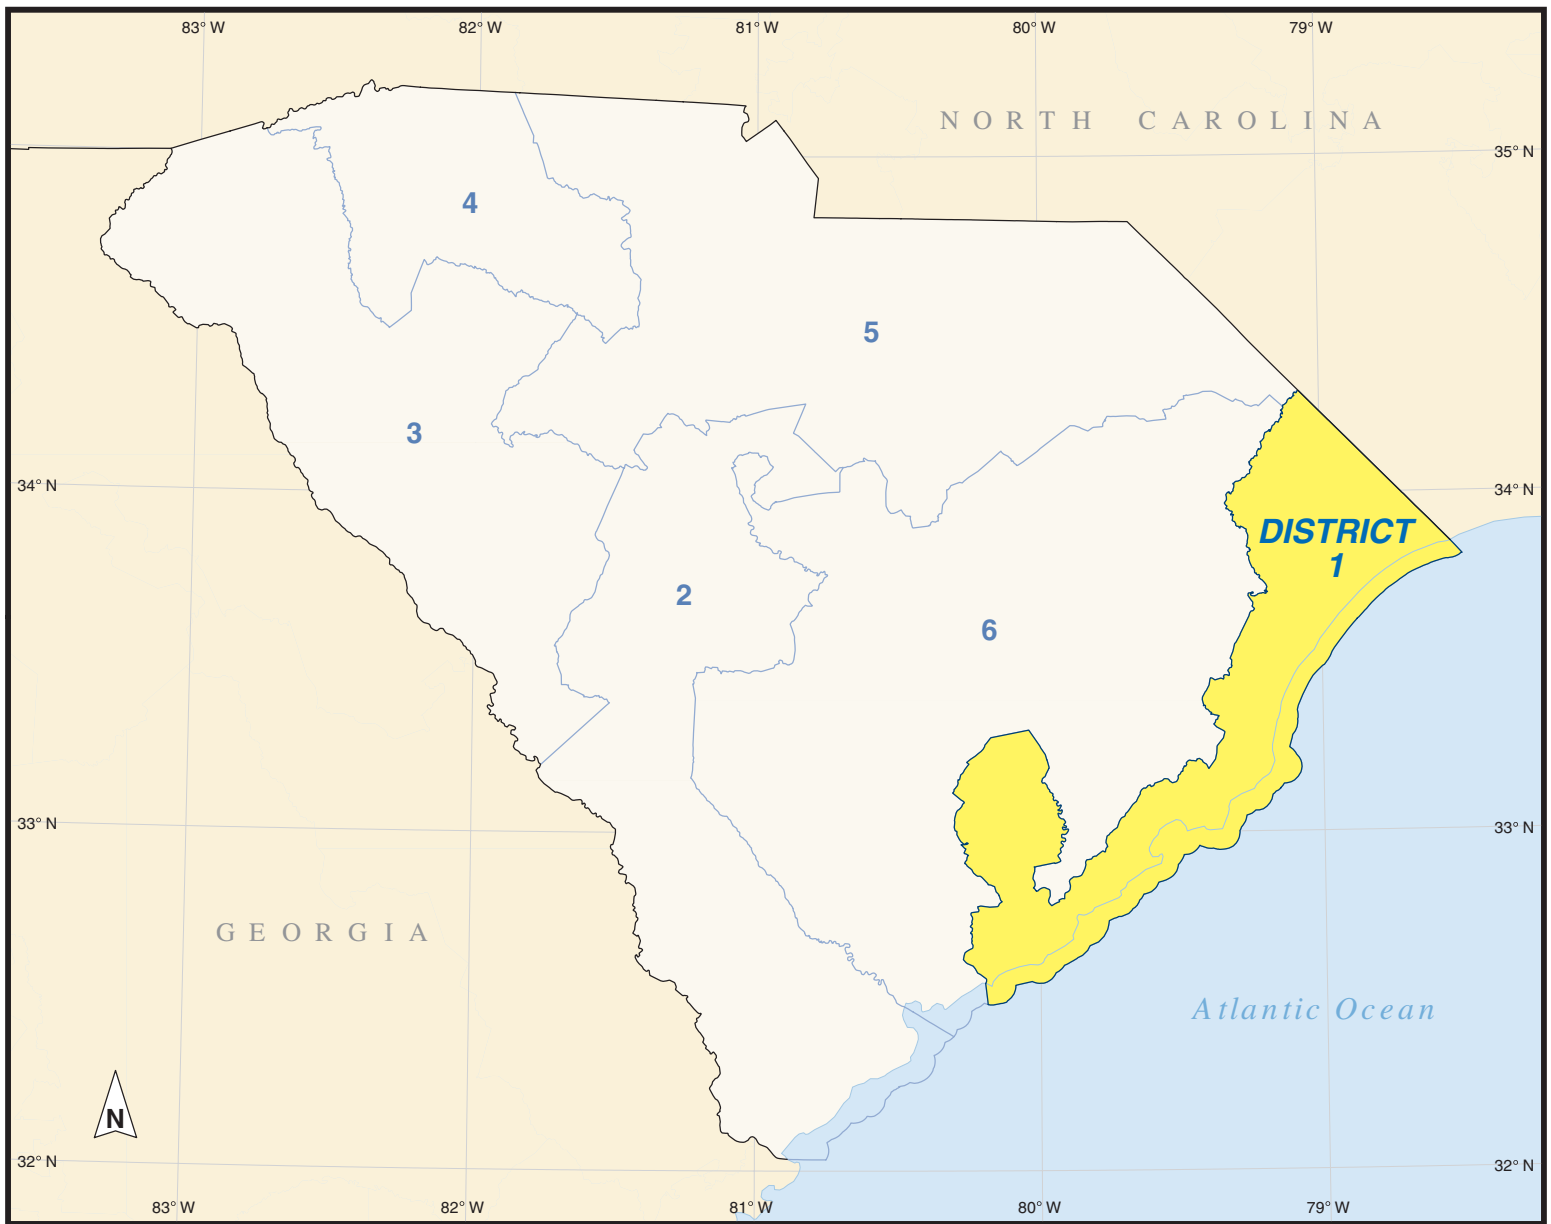 83° W 82° W 81° W 80° W 79° W
NORTH CAROLINA
35° N
4
5
3
34° N 34° N
DISTRICT
1
2
6
33° N 33° N
GEORGIA
Atlantic Ocean
N
32° N 32° N
83° W 82° W 81° W 80° W 79° W